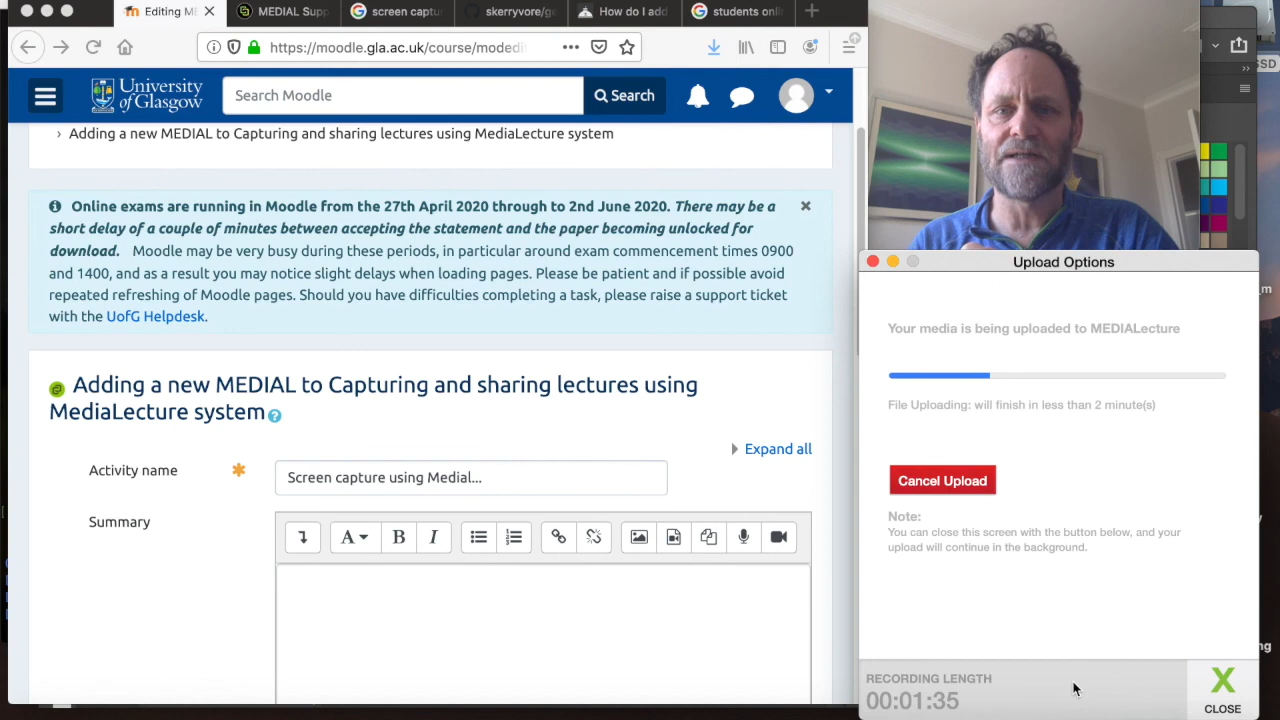 Editing M
MEDIAL Supp
screen captu
skerryvore/ge
How do I add
students onli
https://moodle.gla.ac.uk/course/modedi
University of Glasgow
Search Moodle
Search
› Adding a new MEDIAL to Capturing and sharing lectures using MediaLecture system
Online exams are running in Moodle from the 27th April 2020 through to 2nd June 2020. There may be a
short delay of a couple of minutes between accepting the statement and the paper becoming unlocked for
download. Moodle may be very busy during these periods, in particular around exam commencement times 0900
and 1400, and as a result you may notice slight delays when loading pages. Please be patient and if possible avoid
repeated refreshing of Moodle pages. Should you have difficulties completing a task, please raise a support ticket
with the UofG Helpdesk.
Adding a new MEDIAL to Capturing and sharing lectures using
MediaLecture system
Expand all
Activity name
Screen capture using Medial...
Summary
A B I
SD
Upload Options
Your media is being uploaded to MEDIALecture
File Uploading: will finish in less than 2 minute(s)
Cancel Upload
Note:
You can close this screen with the button below, and your
upload will continue in the background.
RECORDING LENGTH
00:01:35
X
CLOSE
_m
ng